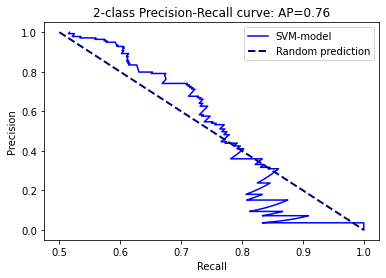 2-class Precision-Recall curve: AP=0.76
SVM-model
Random prediction
Precision
1.0
0.8
0.6
0.4
0.2
0.0
0.5
0.6
0.7
0.8
0.9
1.0
Recall